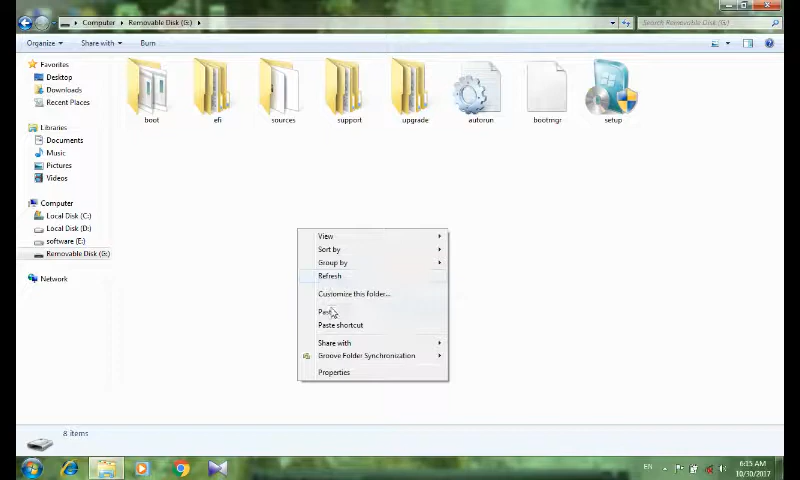 Computer ▸ Removable Disk (G:) ▸
Search Removable Disk (G:)
Organize Share with Burn
Favorites
Desktop
Downloads
Recent Places
Libraries
Documents
Music
Pictures
Videos
Computer
Local Disk (C:)
Local Disk (D:)
software (E:)
Removable Disk (G:)
Network
boot efi sources support upgrade autorun bootmgr setup
View
Sort by
Group by
Refresh
Customize this folder...
Paste
Paste shortcut
Share with
Groove Folder Synchronization
Properties
8 items
EN
6:15 AM
10/30/2017